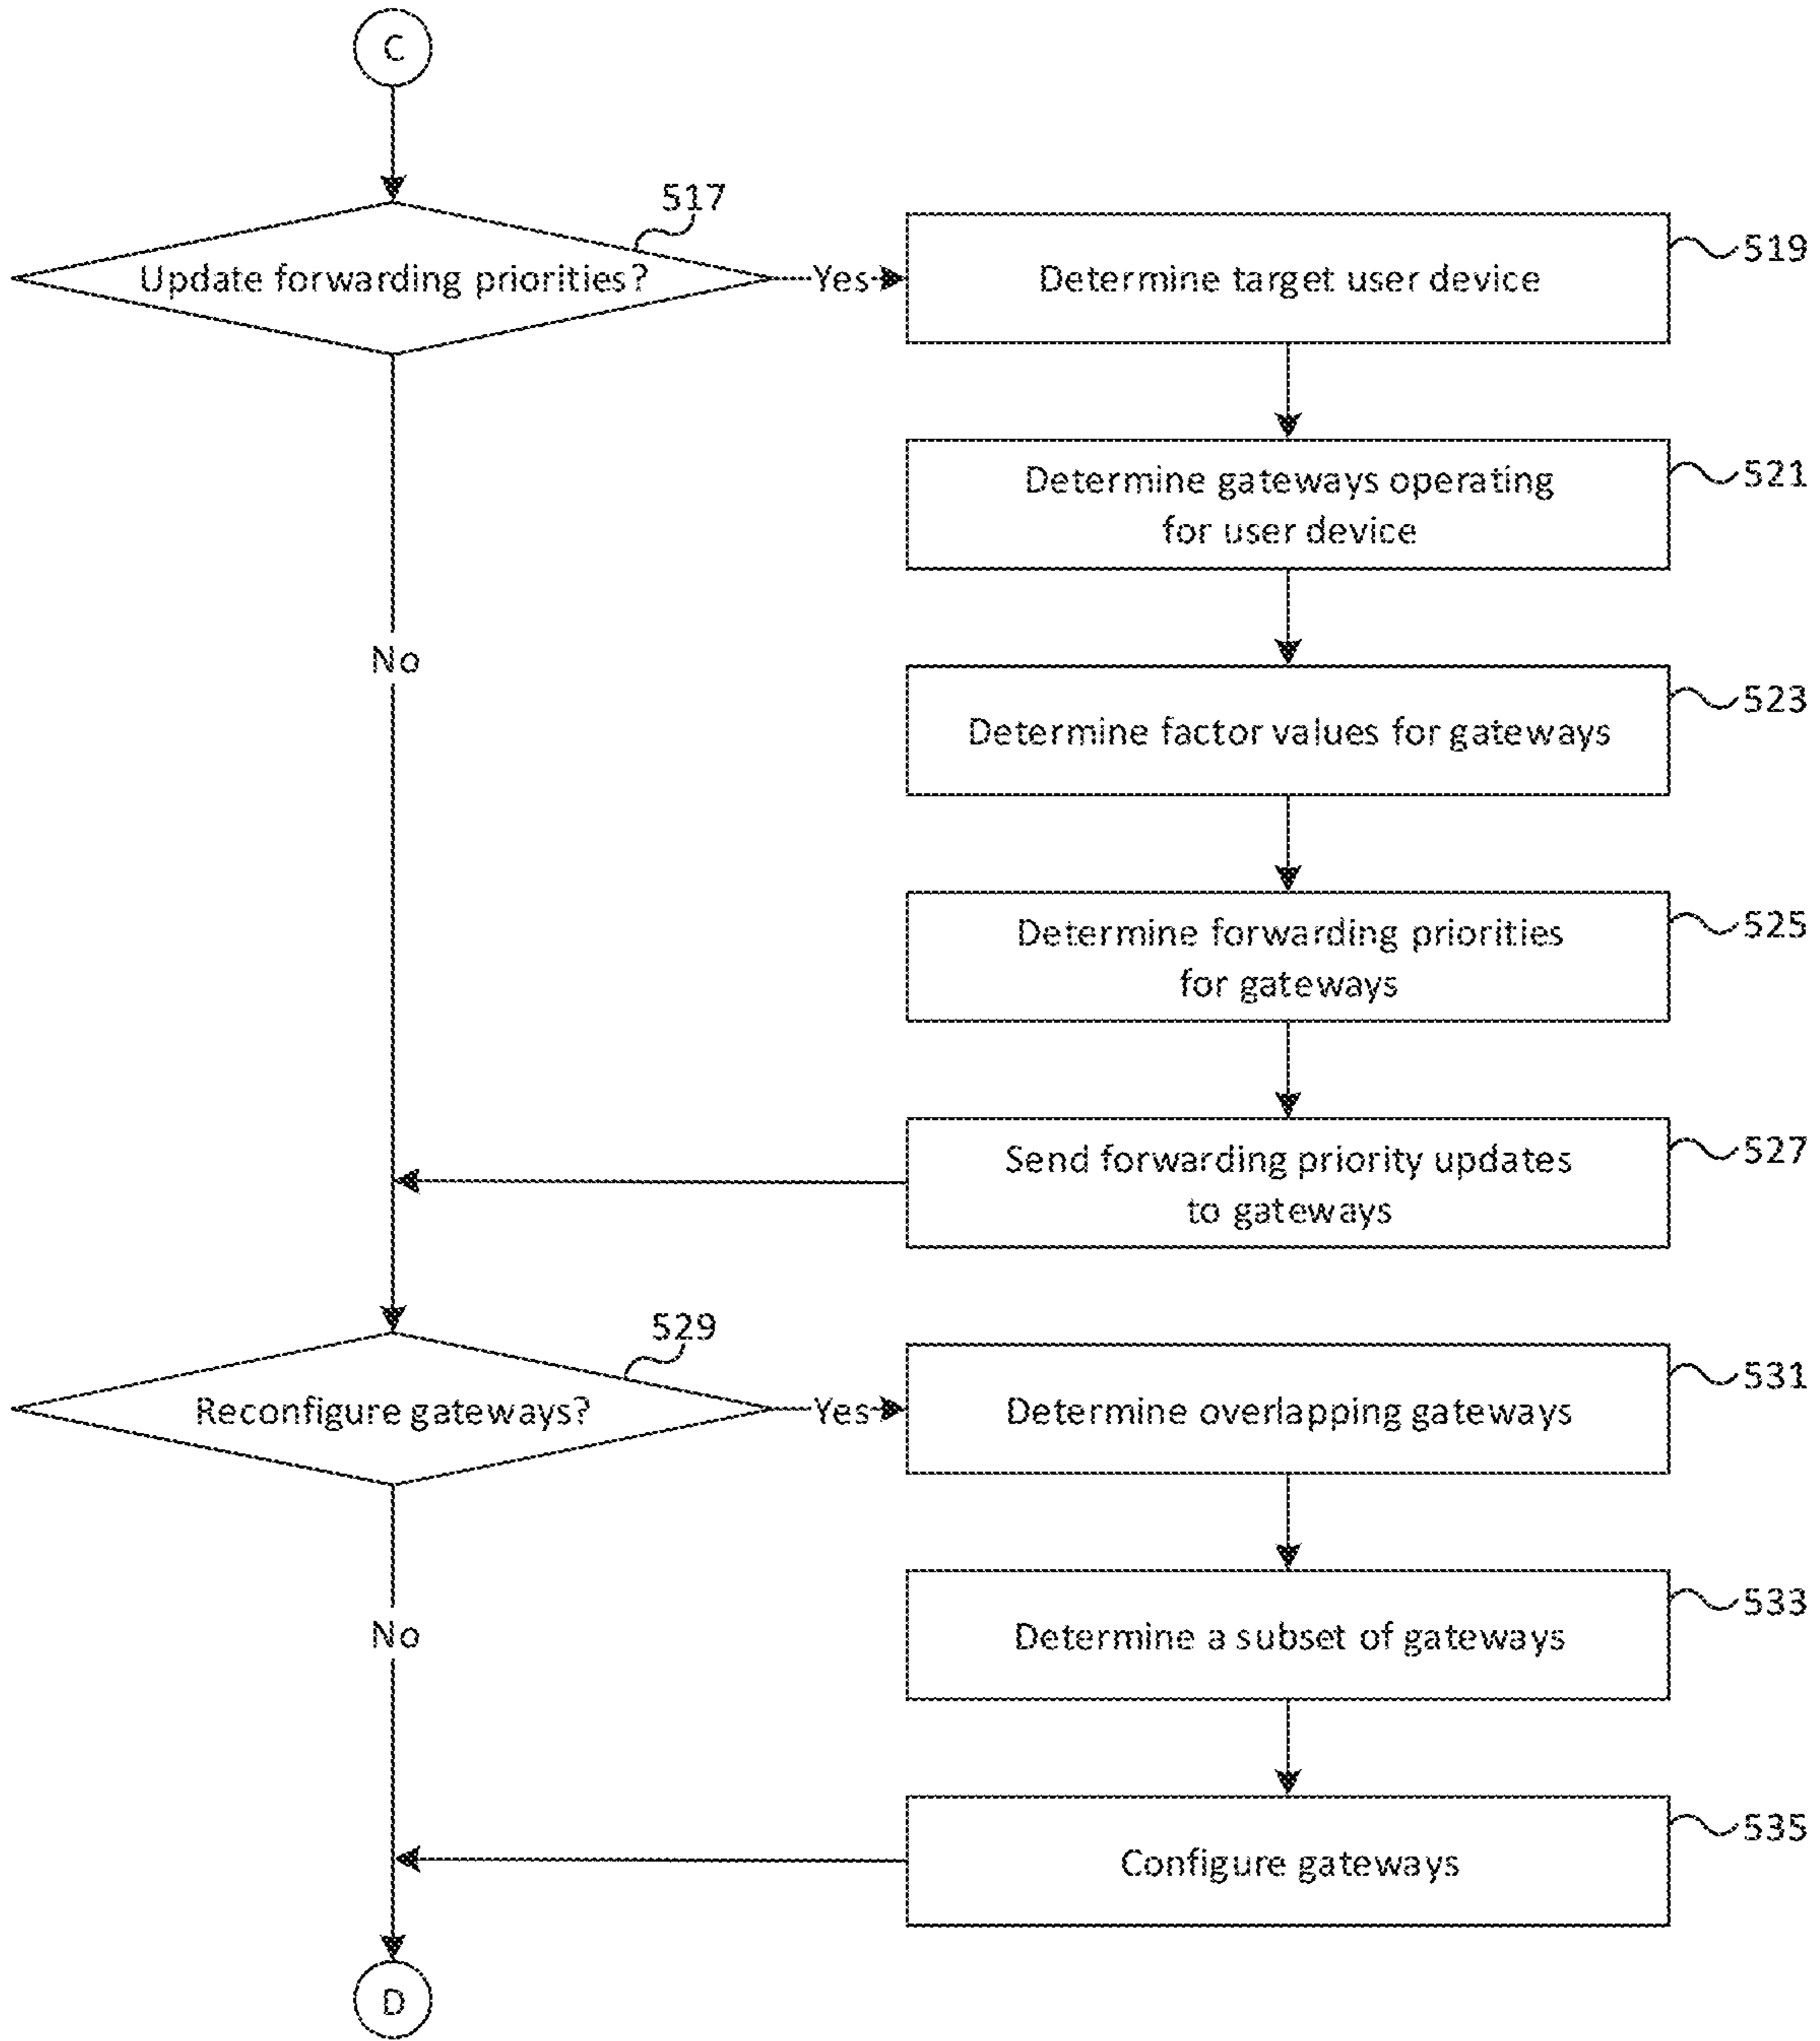 C
517
Update forwarding priorities?
Yes
519
Determine target user device
521
Determine gateways operating
for user device
No
523
Determine factor values for gateways
525
Determine forwarding priorities
for gateways
527
Send forwarding priority updates
to gateways
529
Reconfigure gateways?
Yes
531
Determine overlapping gateways
533
Determine a subset of gateways
No
535
Configure gateways
D